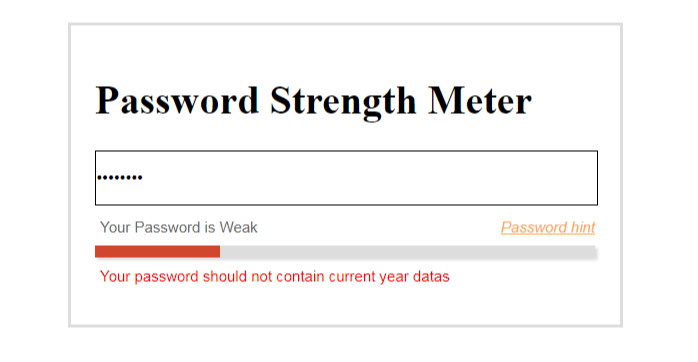 Password Strength Meter
••••••••
Your Password is Weak Password hint
Your password should not contain current year datas